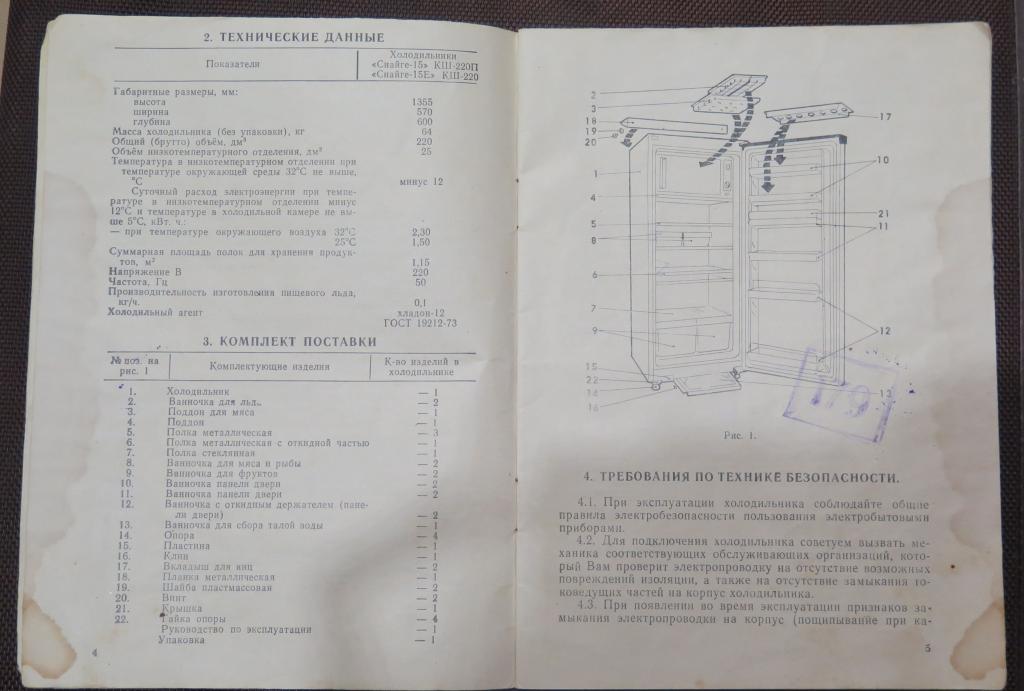 2. ТЕХНИЧЕСКИЕ ДАННЫЕ
Показатели
Холодильники
«Снайге-15» КШ-220П
«Снайге-15Е» КШ-220
Габаритные размеры, мм:
высота 1355
ширина 570
глубина 600
Масса холодильника (без упаковки), кг 64
Общий (брутто) объём, дм³ 220
Объём низкотемпературного отделения, дм³ 25
Температура в низкотемпературном отделении при
температуре окружающей среды 32°С не выше,
°С минус 12
Суточный расход электроэнергии при темпе-
ратуре в низкотемпературном отделении минус
12°С и температуре в холодильной камере не вы-
ше 5°С, кВт. ч.:
— при температуре окружающего воздуха 32°С 2,30
25°С 1,50
Суммарная площадь полок для хранения продук-
тов, м² 1,15
Напряжение В 220
Частота, Гц 50
Производительность изготовления пищевого льда,
кг/ч. 0,1
Холодильный агент хладон-12
ГОСТ 19212-73
3. КОМПЛЕКТ ПОСТАВКИ
№ поз. на
рис. 1
Комплектующие изделия
К-во изделий в
холодильнике
1. Холодильник — 1
2. Ванночка для льда — 2
3. Поддон для мяса — 1
4. Поддон — 1
5. Полка металлическая — 3
6. Полка металлическая с откидной частью — 1
7. Полка стеклянная — 1
8. Ванночка для мяса и рыбы — 2
9. Ванночка для фруктов — 2
10. Ванночка панели двери — 2
11. Ванночка панели двери — 2
12. Ванночка с откидным держателем (пане-
ли двери) — 2
13. Ванночка для сбора талой воды — 1
14. Опора — 4
15. Пластина — 1
16. Клин — 1
17. Вкладыш для яиц — 2
18. Планка металлическая — 1
19. Шайба пластмассовая — 2
20. Винт — 2
21. Крышка — 1
22. Гайка опоры — 4
Руководство по эксплуатации — 1
Упаковка — 1
4
2
3
18
19
20
1
4
5
8
6
7
9
15
22
14
16
17
10
21
11
12
13
179
Рис. 1.
4. ТРЕБОВАНИЯ ПО ТЕХНИКЕ БЕЗОПАСНОСТИ.
4.1. При эксплуатации холодильника соблюдайте общие
правила электробезопасности пользования электробытовыми
приборами.
4.2. Для подключения холодильника советуем вызвать ме-
ханика соответствующих обслуживающих организаций, кото-
рый Вам проверит электропроводку на отсутствие возможных
повреждений изоляции, а также на отсутствие замыкания то-
коведущих частей на корпус холодильника.
4.3. При появлении во время эксплуатации признаков за-
мыкания электропроводки на корпус (пощипывание при ка-
5